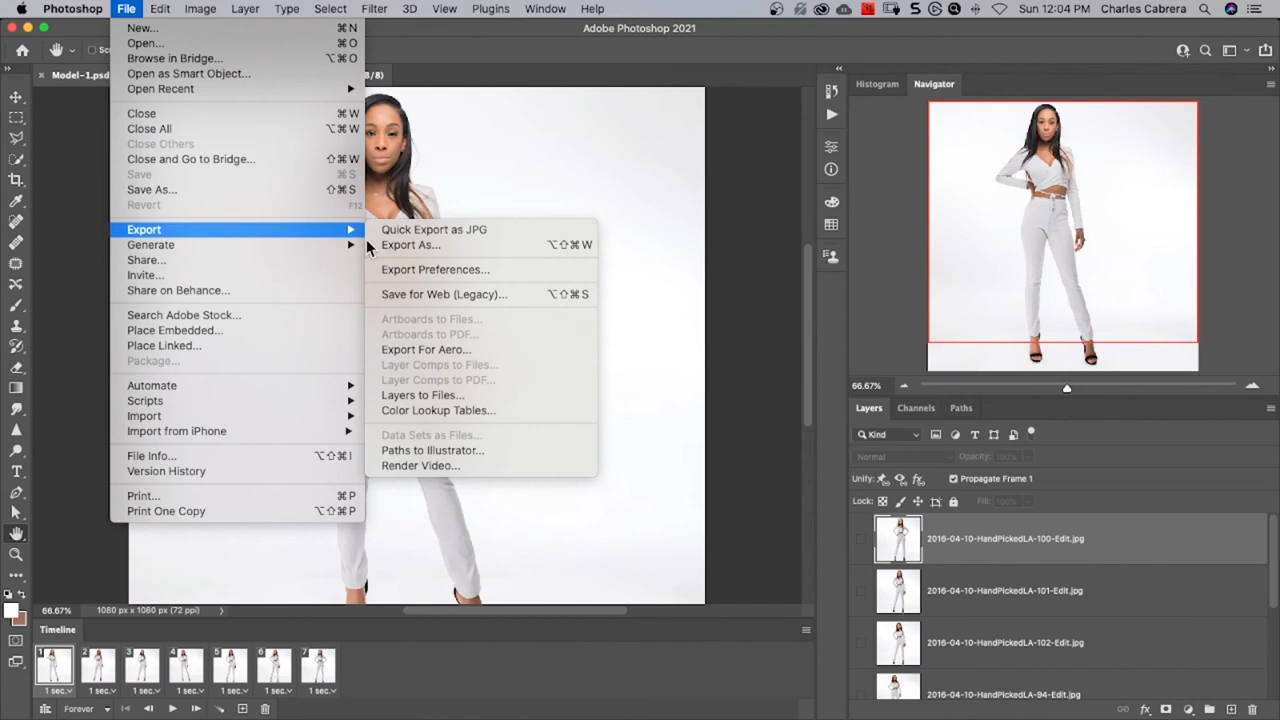 Photoshop File Edit Image Layer Type Select Filter 3D View Plugins Window Help Sun 12:04 PM Charles Cabrera
Adobe Photoshop 2021
Model-1.psd
/8)
New... ⌘N
Open... ⌘O
Browse in Bridge... ⌥⌘O
Open as Smart Object...
Open Recent
Close ⌘W
Close All ⌥⌘W
Close Others
Close and Go to Bridge... ⇧⌘W
Save ⌘S
Save As... ⇧⌘S
Revert F12
Export
Generate
Share...
Invite...
Share on Behance...
Search Adobe Stock...
Place Embedded...
Place Linked...
Package...
Automate
Scripts
Import
Import from iPhone
File Info... ⌥⇧⌘I
Version History
Print... ⌘P
Print One Copy ⌥⇧⌘P
Quick Export as JPG
Export As... ⌥⇧⌘W
Export Preferences...
Save for Web (Legacy)... ⌥⇧⌘S
Artboards to Files...
Artboards to PDF...
Export For Aero...
Layer Comps to Files...
Layer Comps to PDF...
Layers to Files...
Color Lookup Tables...
Data Sets as Files...
Paths to Illustrator...
Render Video...
Histogram Navigator
66.67%
Layers Channels Paths
Kind
Normal Opacity: 100%
Unify: Propagate Frame 1
Lock: Fill: 100%
2016-04-10-HandPickedLA-100-Edit.jpg
2016-04-10-HandPickedLA-101-Edit.jpg
2016-04-10-HandPickedLA-102-Edit.jpg
2016-04-10-HandPickedLA-94-Edit.jpg
66.67% 1080 px x 1080 px (72 ppi)
Timeline
1 2 3 4 5 6 7
1 sec. 1 sec. 1 sec. 1 sec. 1 sec. 1 sec. 1 sec.
Forever